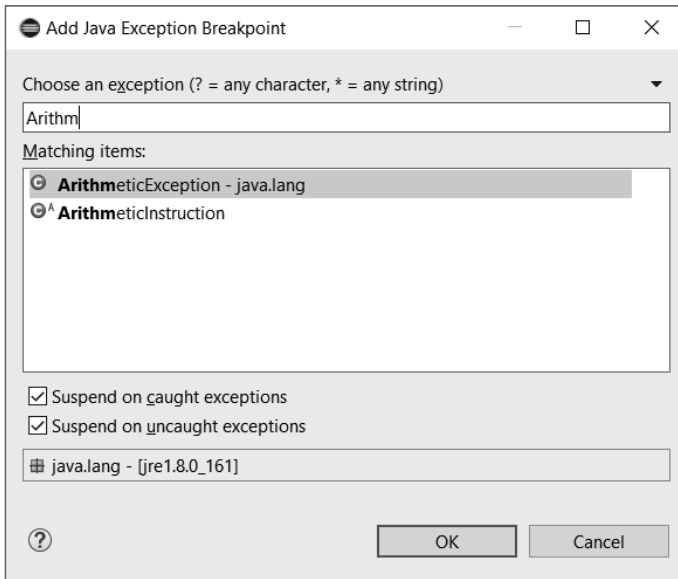 Add Java Exception Breakpoint
Choose an exception (? = any character, * = any string)
Arithm
Matching items:
ArithmeticException - java.lang
ArithmeticInstruction
Suspend on caught exceptions
Suspend on uncaught exceptions
java.lang - [jre1.8.0_161]
OK Cancel